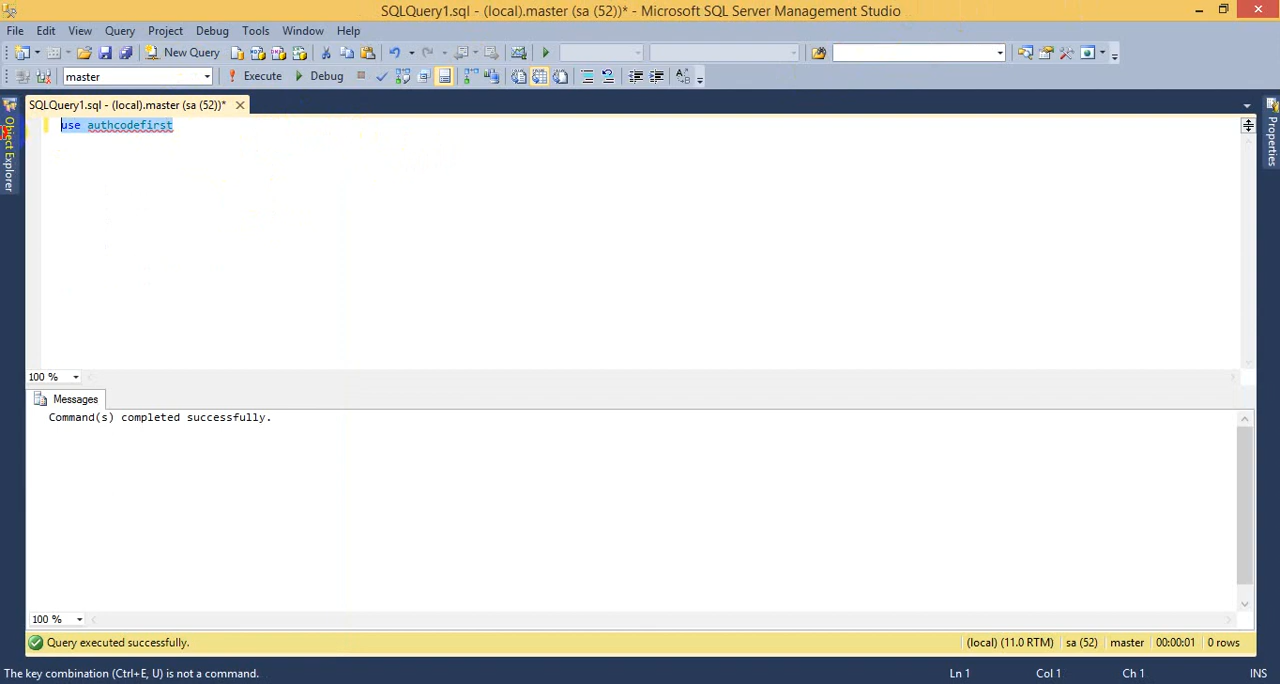 SQLQuery1.sql - (local).master (sa (52))* - Microsoft SQL Server Management Studio
File Edit View Query Project Debug Tools Window Help
New Query
master Execute Debug
SQLQuery1.sql - (local).master (sa (52))*
Object Explorer
Properties
use authcodefirst
100 %
Messages
Command(s) completed successfully.
100 %
Query executed successfully. (local) (11.0 RTM) sa (52) master 00:00:01 0 rows
The key combination (Ctrl+E, U) is not a command. Ln 1 Col 1 Ch 1 INS